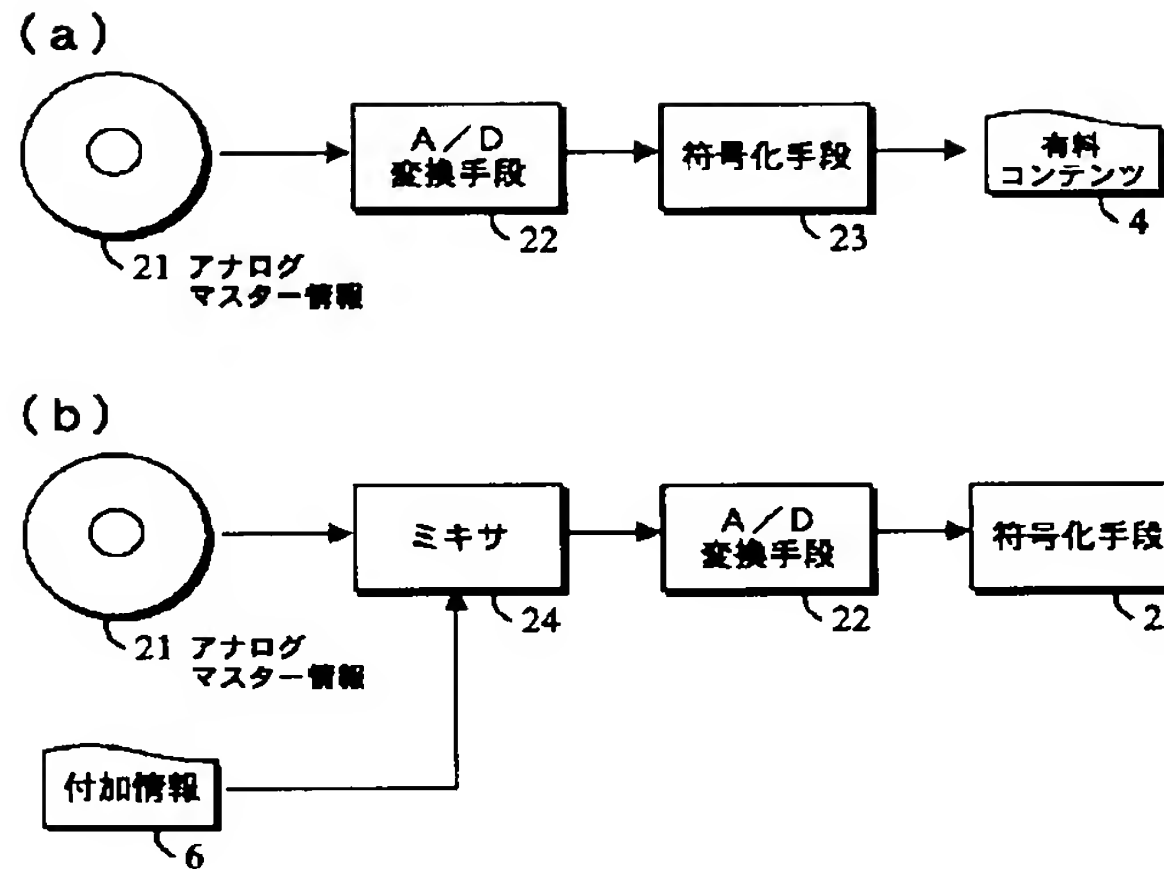 (a)
A/D
変換手段
符号化手段
有料
コンテンツ
22
23
4
21 アナログ
マスター情報
(b)
ミキサ
A/D
変換手段
符号化手段
24
22
2
21 アナログ
マスター情報
付加情報
6